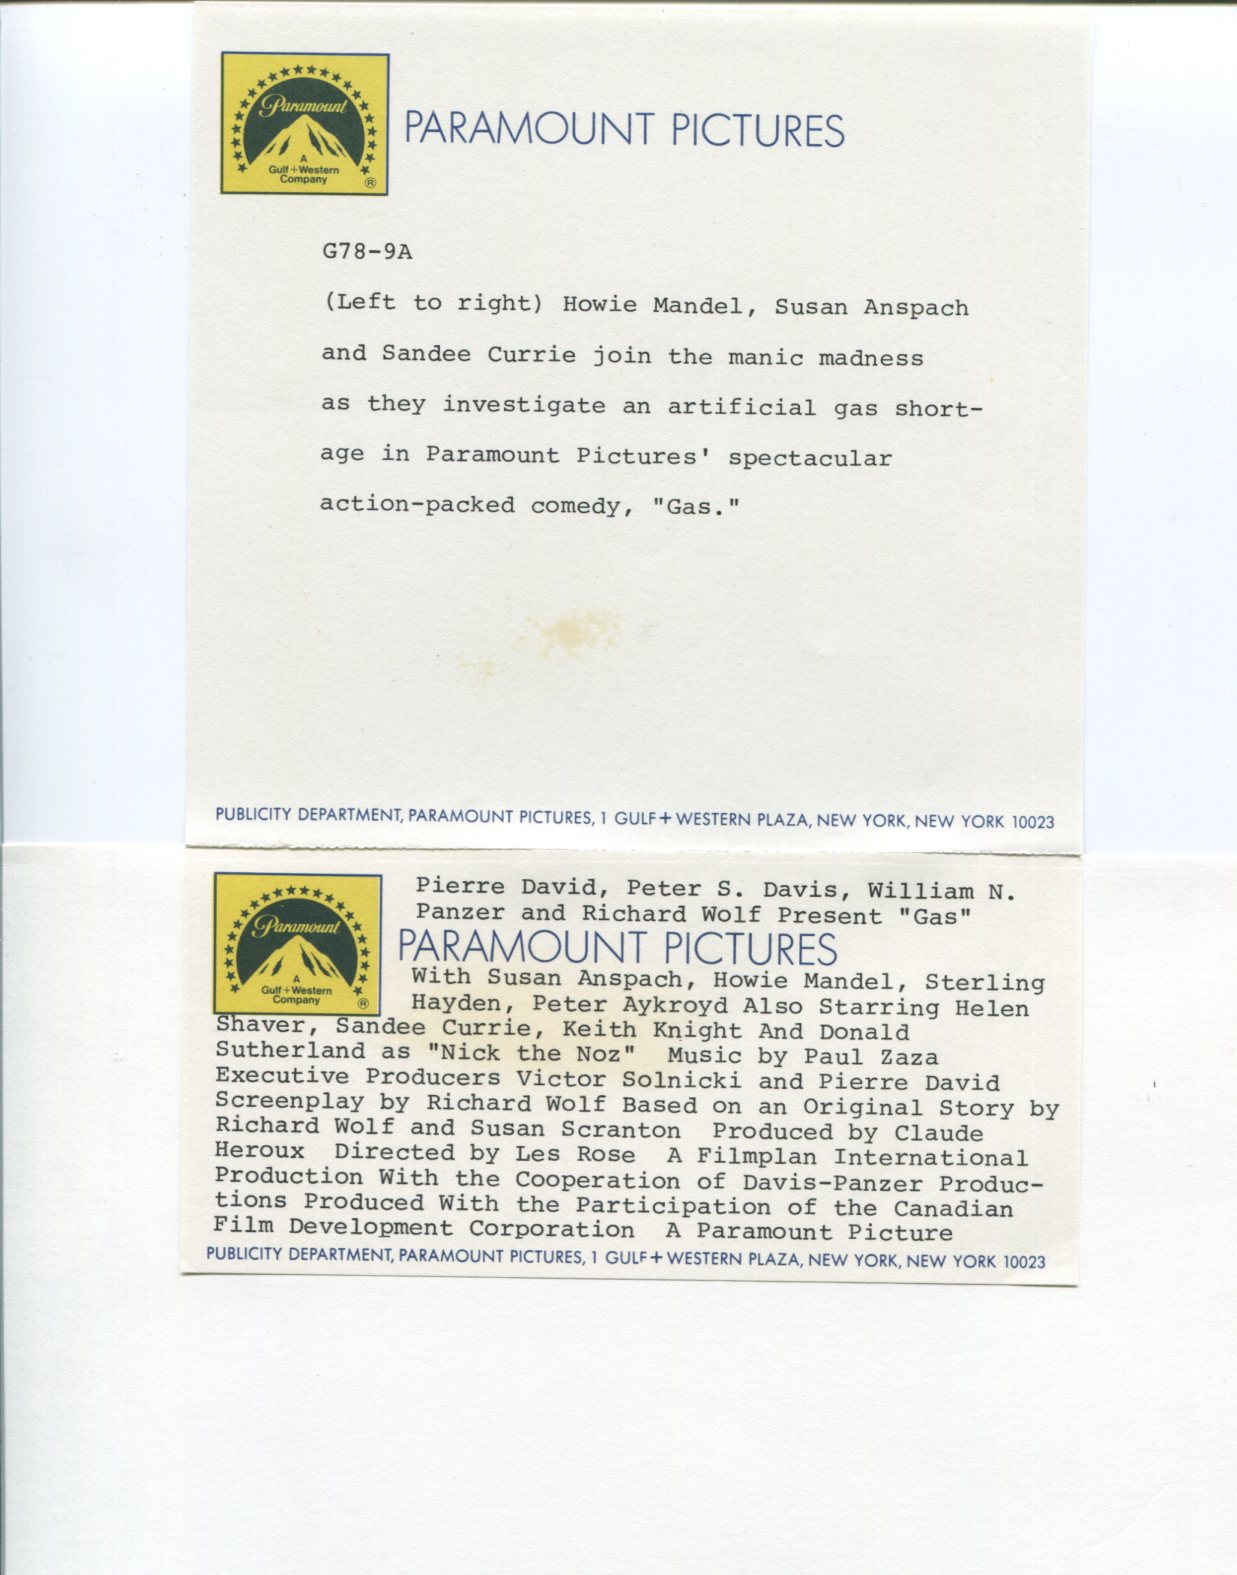 Paramount
A
Gulf+Western
Company
®
PARAMOUNT PICTURES
G78-9A
(Left to right) Howie Mandel, Susan Anspach
and Sandee Currie join the manic madness
as they investigate an artificial gas short-
age in Paramount Pictures' spectacular
action-packed comedy, "Gas."
PUBLICITY DEPARTMENT, PARAMOUNT PICTURES, 1 GULF+WESTERN PLAZA, NEW YORK, NEW YORK 10023
Paramount
A
Gulf+Western
Company
®
Pierre David, Peter S. Davis, William N.
Panzer and Richard Wolf Present "Gas"
PARAMOUNT PICTURES
With Susan Anspach, Howie Mandel, Sterling
Hayden, Peter Aykroyd Also Starring Helen
Shaver, Sandee Currie, Keith Knight And Donald
Sutherland as "Nick the Noz"  Music by Paul Zaza
Executive Producers Victor Solnicki and Pierre David
Screenplay by Richard Wolf Based on an Original Story by
Richard Wolf and Susan Scranton  Produced by Claude
Heroux  Directed by Les Rose  A Filmplan International
Production With the Cooperation of Davis-Panzer Produc-
tions Produced With the Participation of the Canadian
Film Development Corporation  A Paramount Picture
PUBLICITY DEPARTMENT, PARAMOUNT PICTURES, 1 GULF+WESTERN PLAZA, NEW YORK, NEW YORK 10023